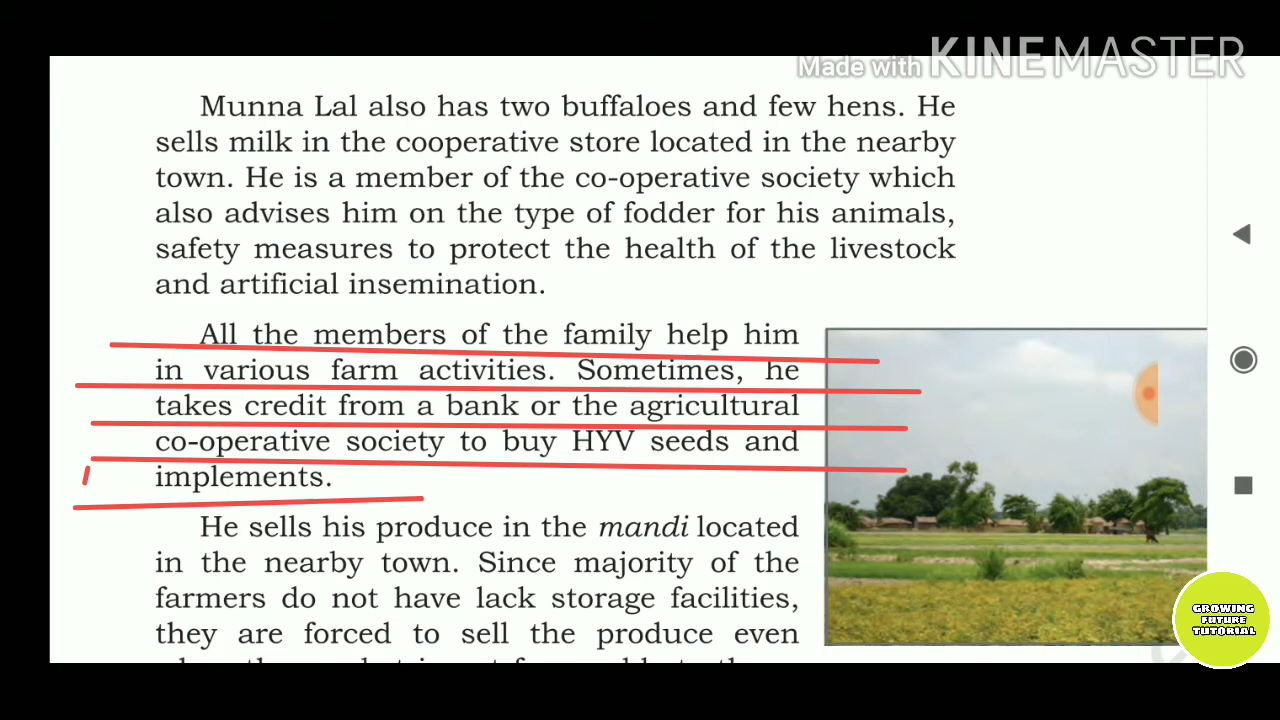 Made with KINEMASTER
Munna Lal also has two buffaloes and few hens. He
sells milk in the cooperative store located in the nearby
town. He is a member of the co-operative society which
also advises him on the type of fodder for his animals,
safety measures to protect the health of the livestock
and artificial insemination.
All the members of the family help him
in various farm activities. Sometimes, he
takes credit from a bank or the agricultural
co-operative society to buy HYV seeds and
implements.
He sells his produce in the mandi located
in the nearby town. Since majority of the
farmers do not have lack storage facilities,
they are forced to sell the produce even
GROWING
FUTURE
TUTORIAL